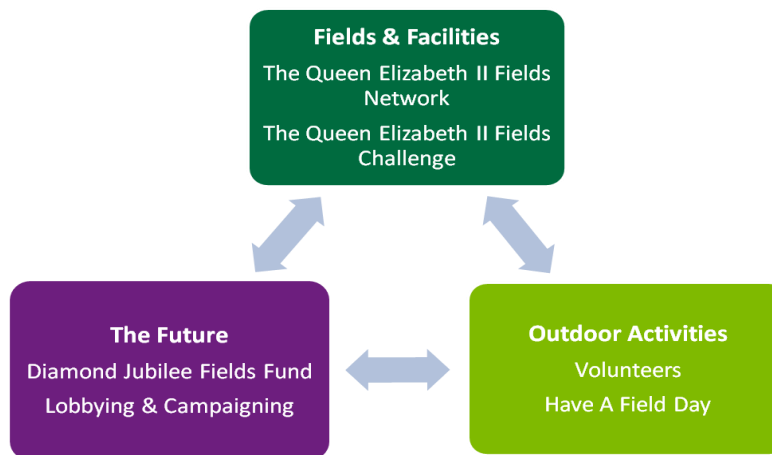 Fields & Facilities
The Queen Elizabeth II Fields
Network
The Queen Elizabeth II Fields
Challenge
The Future
Diamond Jubilee Fields Fund
Lobbying & Campaigning
Outdoor Activities
Volunteers
Have A Field Day